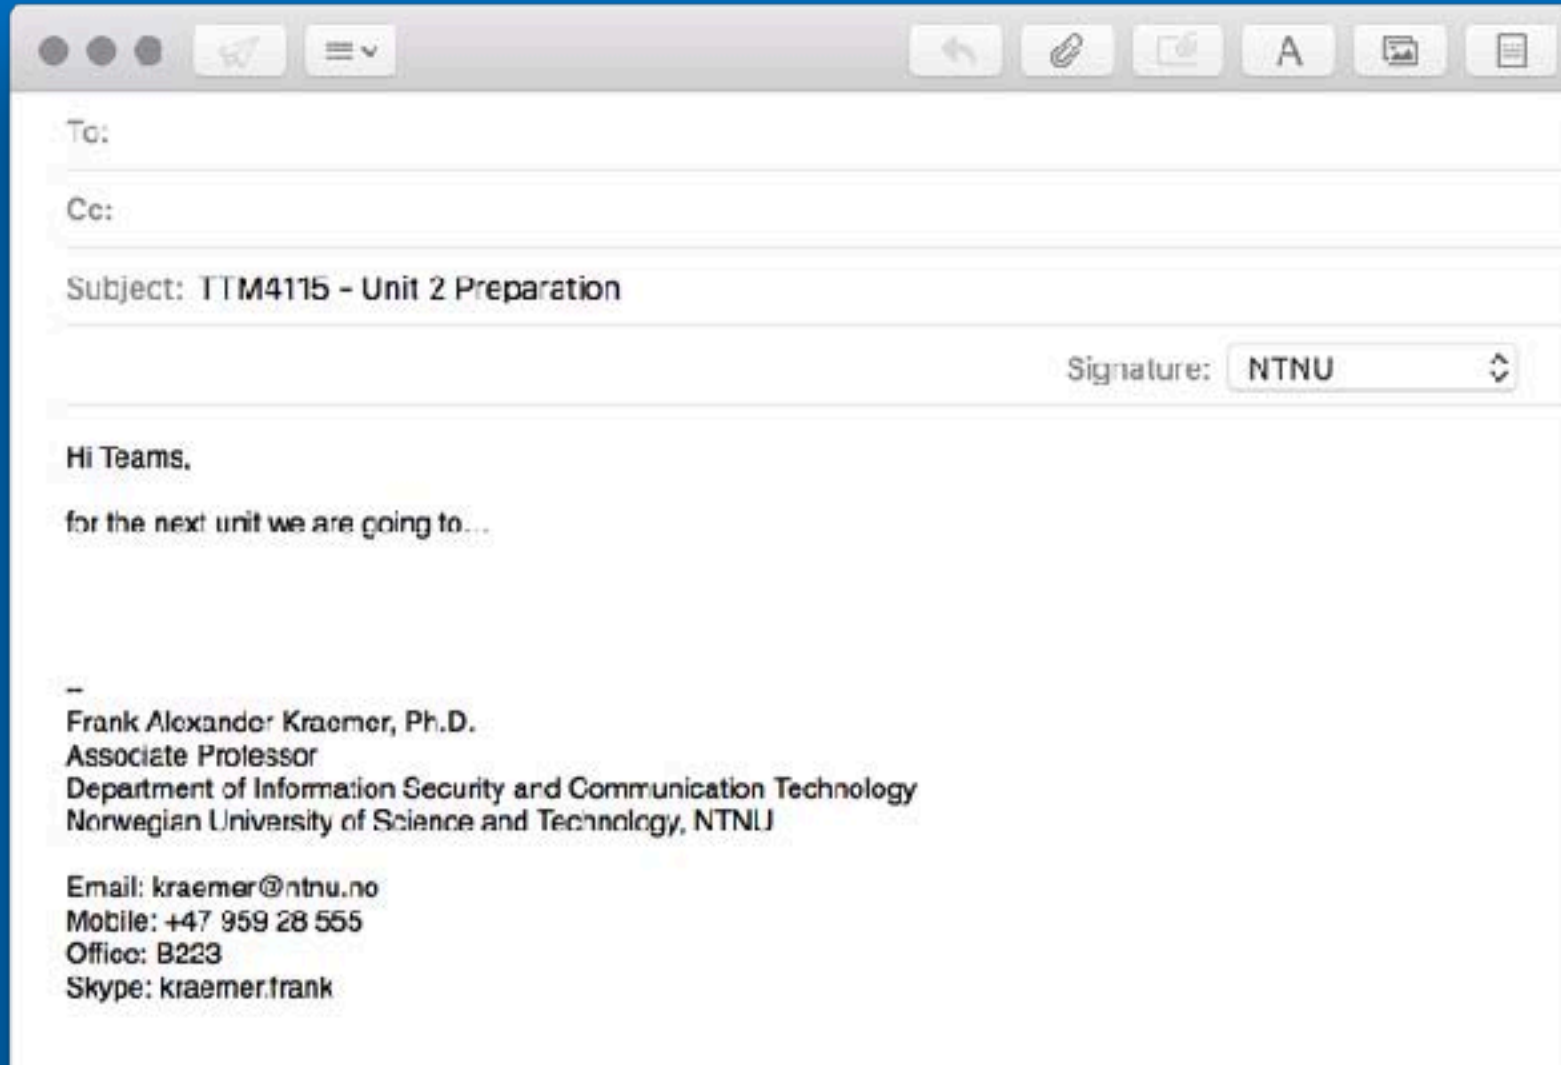 To:
Cc:
Subject: TTM4115 - Unit 2 Preparation
Signature: NTNU
Hi Teams,
for the next unit we are going to...
--
Frank Alexander Kraemer, Ph.D.
Associate Professor
Department of Information Security and Communication Technology
Norwegian University of Science and Technology, NTNU
Email: kraemer@ntnu.no
Mobile: +47 959 28 555
Office: B223
Skype: kraemer.frank